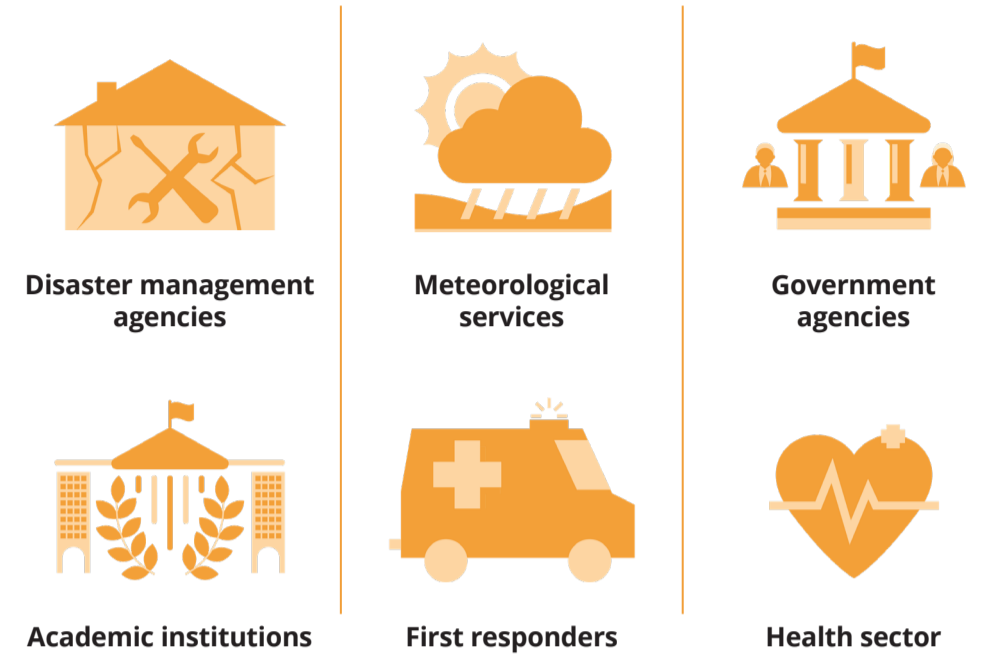 Disaster management
agencies
Meteorological
services
Government
agencies
Academic institutions
First responders
Health sector